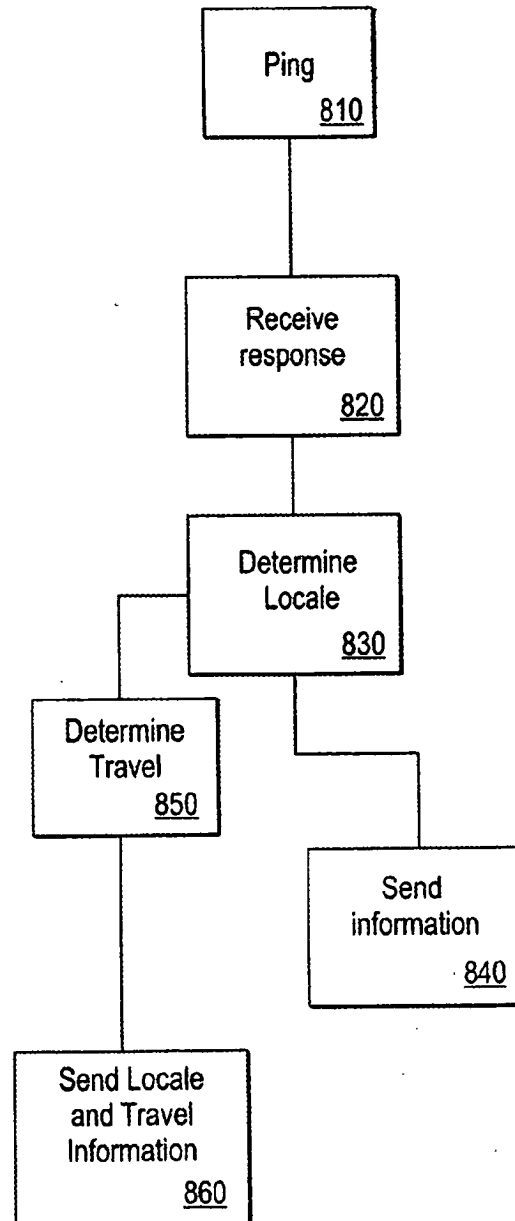 Ping
810
Receive
response
820
Determine
Locale
830
Determine
Travel
850
Send
information
840
Send Locale
and Travel
Information
860